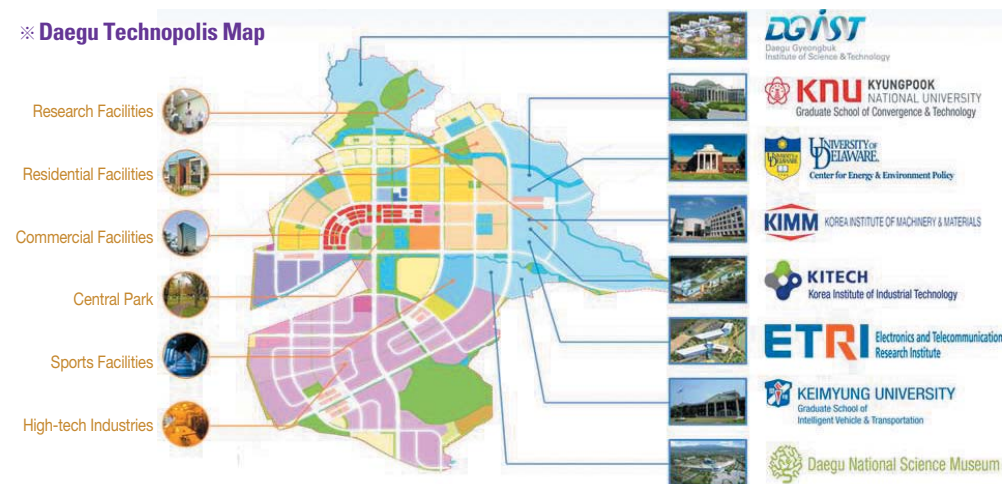 ※ Daegu Technopolis Map
Research Facilities
Residential Facilities
Commercial Facilities
Central Park
Sports Facilities
High-tech Industries
DGIST
Daegu Gyeongbuk
Institute of Science & Technology
KNU KYUNGPOOK
NATIONAL UNIVERSITY
Graduate School of Convergence & Technology
UNIVERSITY OF
DELAWARE.
Center for Energy & Environment Policy
KIMM KOREA INSTITUTE OF MACHINERY & MATERIALS
KITECH
Korea Institute of Industrial Technology
ETRI Electronics and Telecommunication
Research Institute
KEIMYUNG UNIVERSITY
Graduate School of
Intelligent Vehicle & Transportation
Daegu National Science Museum